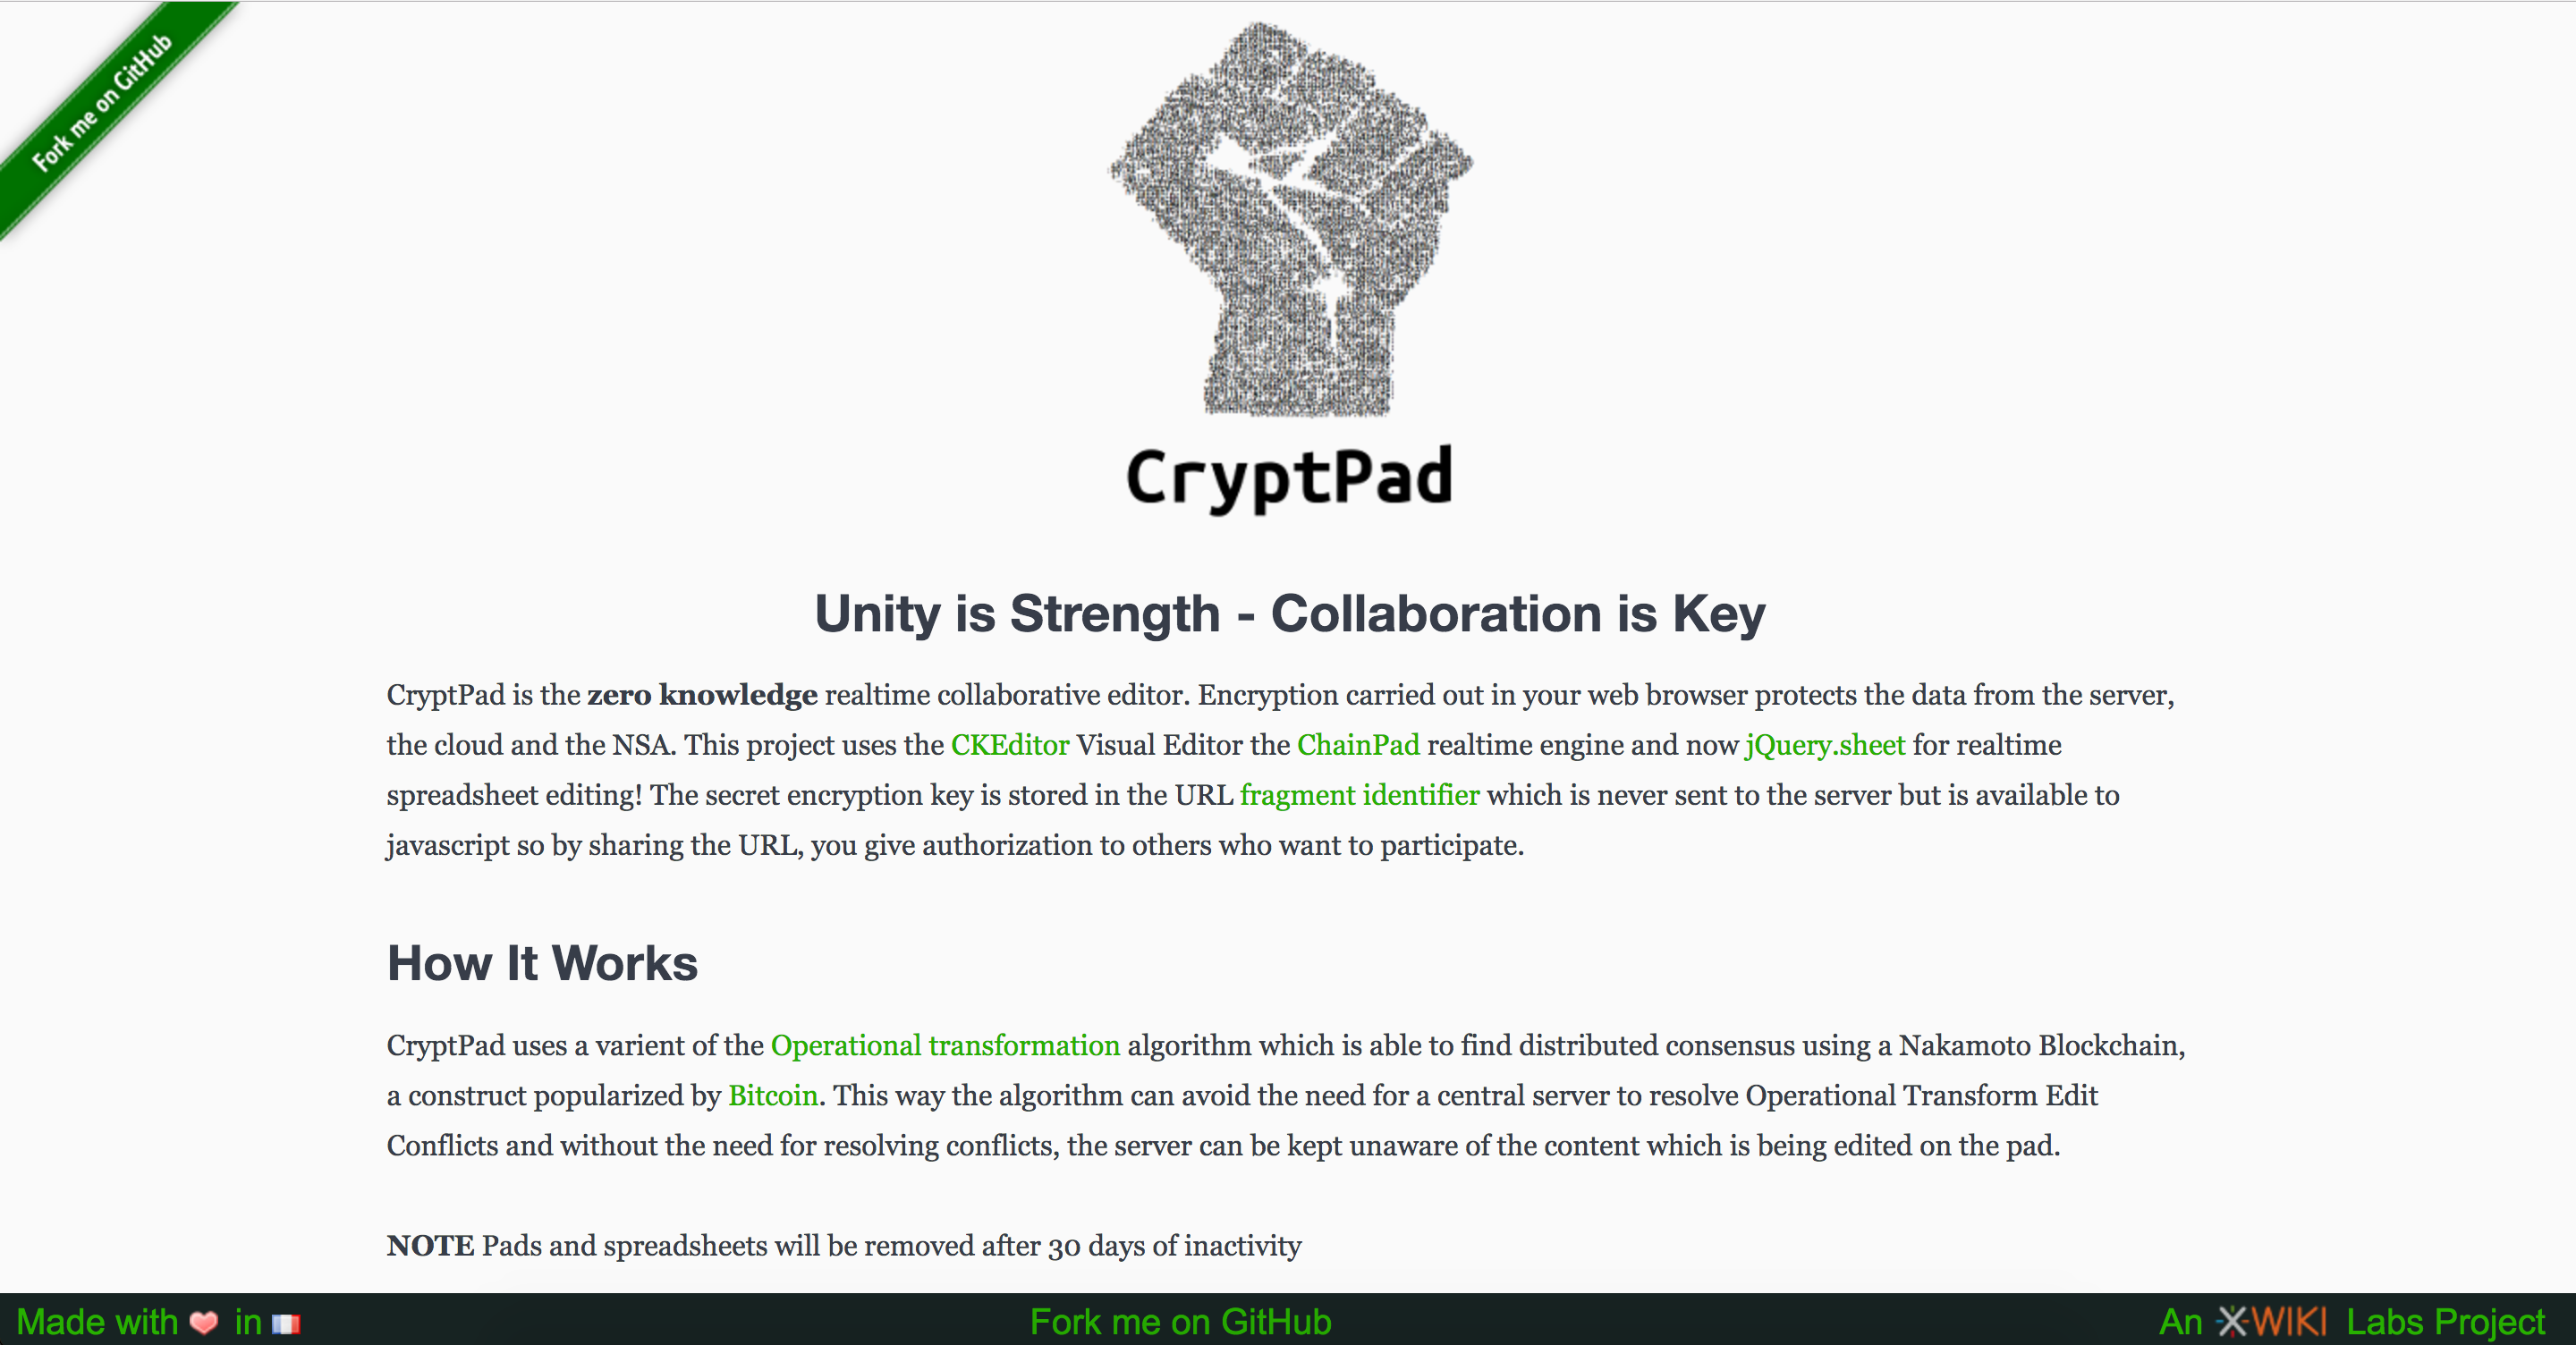 Fork me on GitHub
CryptPad
Unity is Strength - Collaboration is Key
CryptPad is the zero knowledge realtime collaborative editor. Encryption carried out in your web browser protects the data from the server,
the cloud and the NSA. This project uses the CKEditor Visual Editor the ChainPad realtime engine and now jQuery.sheet for realtime
spreadsheet editing! The secret encryption key is stored in the URL fragment identifier which is never sent to the server but is available to
javascript so by sharing the URL, you give authorization to others who want to participate.
How It Works
CryptPad uses a varient of the Operational transformation algorithm which is able to find distributed consensus using a Nakamoto Blockchain,
a construct popularized by Bitcoin. This way the algorithm can avoid the need for a central server to resolve Operational Transform Edit
Conflicts and without the need for resolving conflicts, the server can be kept unaware of the content which is being edited on the pad.
NOTE Pads and spreadsheets will be removed after 30 days of inactivity
Made with in
Fork me on GitHub
An XWIKI Labs Project